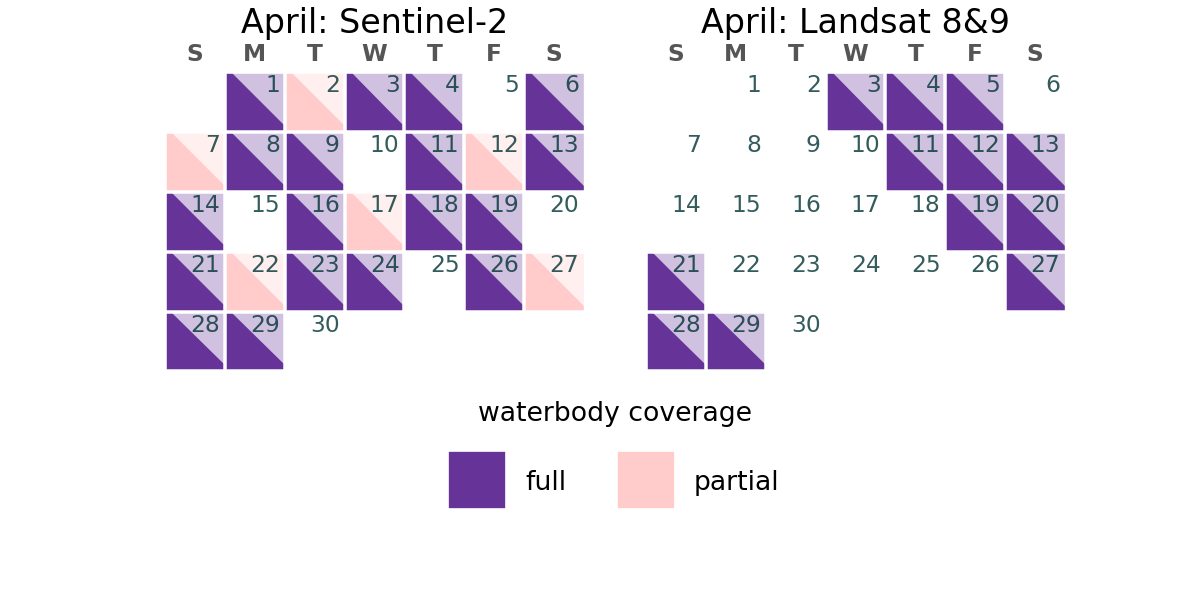 April: Sentinel-2
S M T W T F S
1 2 3 4 5 6
7 8 9 10 11 12 13
14 15 16 17 18 19 20
21 22 23 24 25 26 27
28 29 30
April: Landsat 8&9
S M T W T F S
1 2 3 4 5 6
7 8 9 10 11 12 13
14 15 16 17 18 19 20
21 22 23 24 25 26 27
28 29 30
waterbody coverage
full
partial